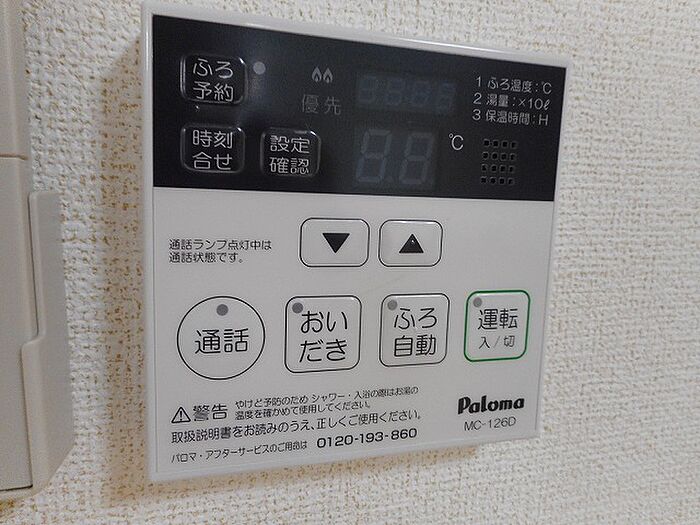 ふろ
予約
優先
1 ふろ温度:℃
2 湯量:×10ℓ
3 保温時間:H
時刻
合せ
設定
確認
℃
▼
▲
通話ランプ点灯中は
通話状態です。
通話
おい
だき
ふろ
自動
運転
入/切
⚠警告
やけど予防のため シャワー・入浴の際はお湯の
温度を確かめて使用してください。
取扱説明書をお読みのうえ、正しくご使用ください。
パロマ・アフターサービスのご用命は 0120-193-860
Paloma
MC-126D